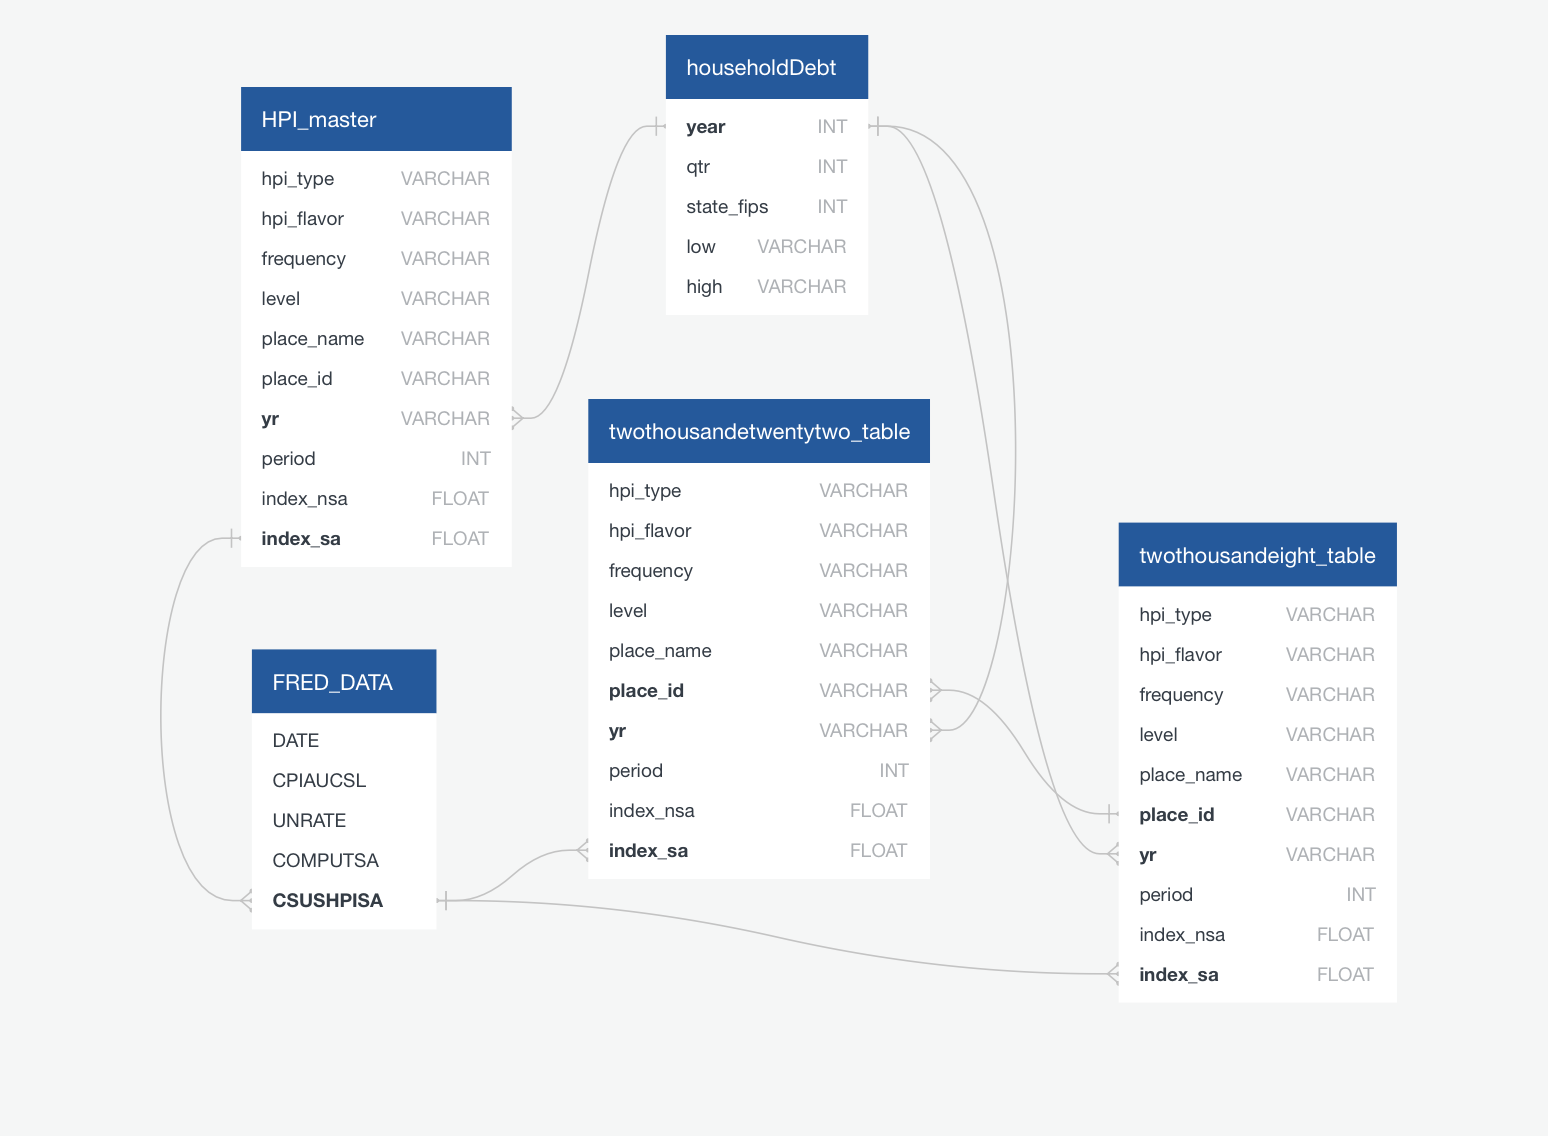 householdDebt
year INT
qtr INT
state_fips INT
low VARCHAR
high VARCHAR
HPI_master
hpi_type VARCHAR
hpi_flavor VARCHAR
frequency VARCHAR
level VARCHAR
place_name VARCHAR
place_id VARCHAR
yr VARCHAR
period INT
index_nsa FLOAT
index_sa FLOAT
twothousandetwentytwo_table
hpi_type VARCHAR
hpi_flavor VARCHAR
frequency VARCHAR
level VARCHAR
place_name VARCHAR
place_id VARCHAR
yr VARCHAR
period INT
index_nsa FLOAT
index_sa FLOAT
twothousandeight_table
hpi_type VARCHAR
hpi_flavor VARCHAR
frequency VARCHAR
level VARCHAR
place_name VARCHAR
place_id VARCHAR
yr VARCHAR
period INT
index_nsa FLOAT
index_sa FLOAT
FRED_DATA
DATE
CPIAUCSL
UNRATE
COMPUTSA
CSUSHPISA